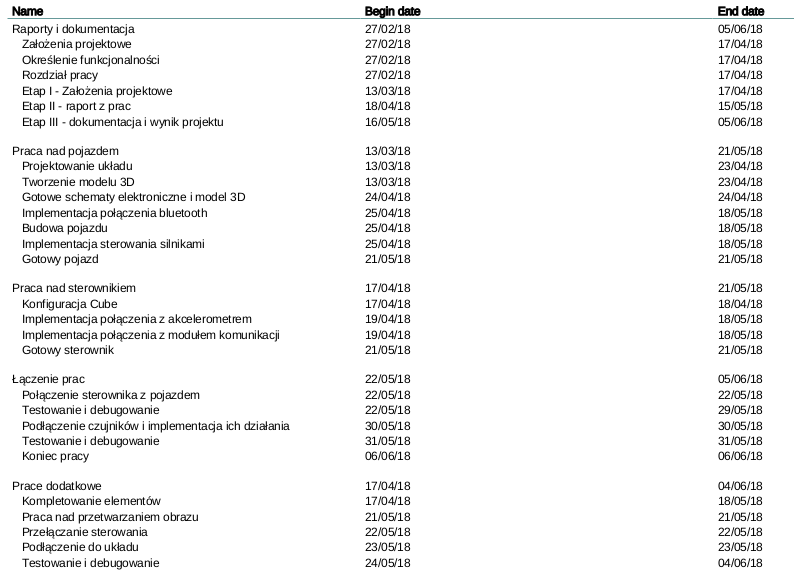 Name Begin date End date
Raporty i dokumentacja 27/02/18 05/06/18
Założenia projektowe 27/02/18 17/04/18
Określenie funkcjonalności 27/02/18 17/04/18
Rozdział pracy 27/02/18 17/04/18
Etap I - Założenia projektowe 13/03/18 17/04/18
Etap II - raport z prac 18/04/18 15/05/18
Etap III - dokumentacja i wynik projektu 16/05/18 05/06/18
Praca nad pojazdem 13/03/18 21/05/18
Projektowanie układu 13/03/18 23/04/18
Tworzenie modelu 3D 13/03/18 23/04/18
Gotowe schematy elektroniczne i model 3D 24/04/18 24/04/18
Implementacja połączenia bluetooth 25/04/18 18/05/18
Budowa pojazdu 25/04/18 18/05/18
Implementacja sterowania silnikami 25/04/18 18/05/18
Gotowy pojazd 21/05/18 21/05/18
Praca nad sterownikiem 17/04/18 21/05/18
Konfiguracja Cube 17/04/18 18/04/18
Implementacja połączenia z akcelerometrem 19/04/18 18/05/18
Implementacja połączenia z modułem komunikacji 19/04/18 18/05/18
Gotowy sterownik 21/05/18 21/05/18
Łączenie prac 22/05/18 05/06/18
Połączenie sterownika z pojazdem 22/05/18 22/05/18
Testowanie i debugowanie 22/05/18 29/05/18
Podłączenie czujników i implementacja ich działania 30/05/18 30/05/18
Testowanie i debugowanie 31/05/18 31/05/18
Koniec pracy 06/06/18 06/06/18
Prace dodatkowe 17/04/18 04/06/18
Kompletowanie elementów 17/04/18 18/05/18
Praca nad przetwarzaniem obrazu 21/05/18 21/05/18
Przełączanie sterowania 22/05/18 22/05/18
Podłączenie do układu 23/05/18 23/05/18
Testowanie i debugowanie 24/05/18 04/06/18